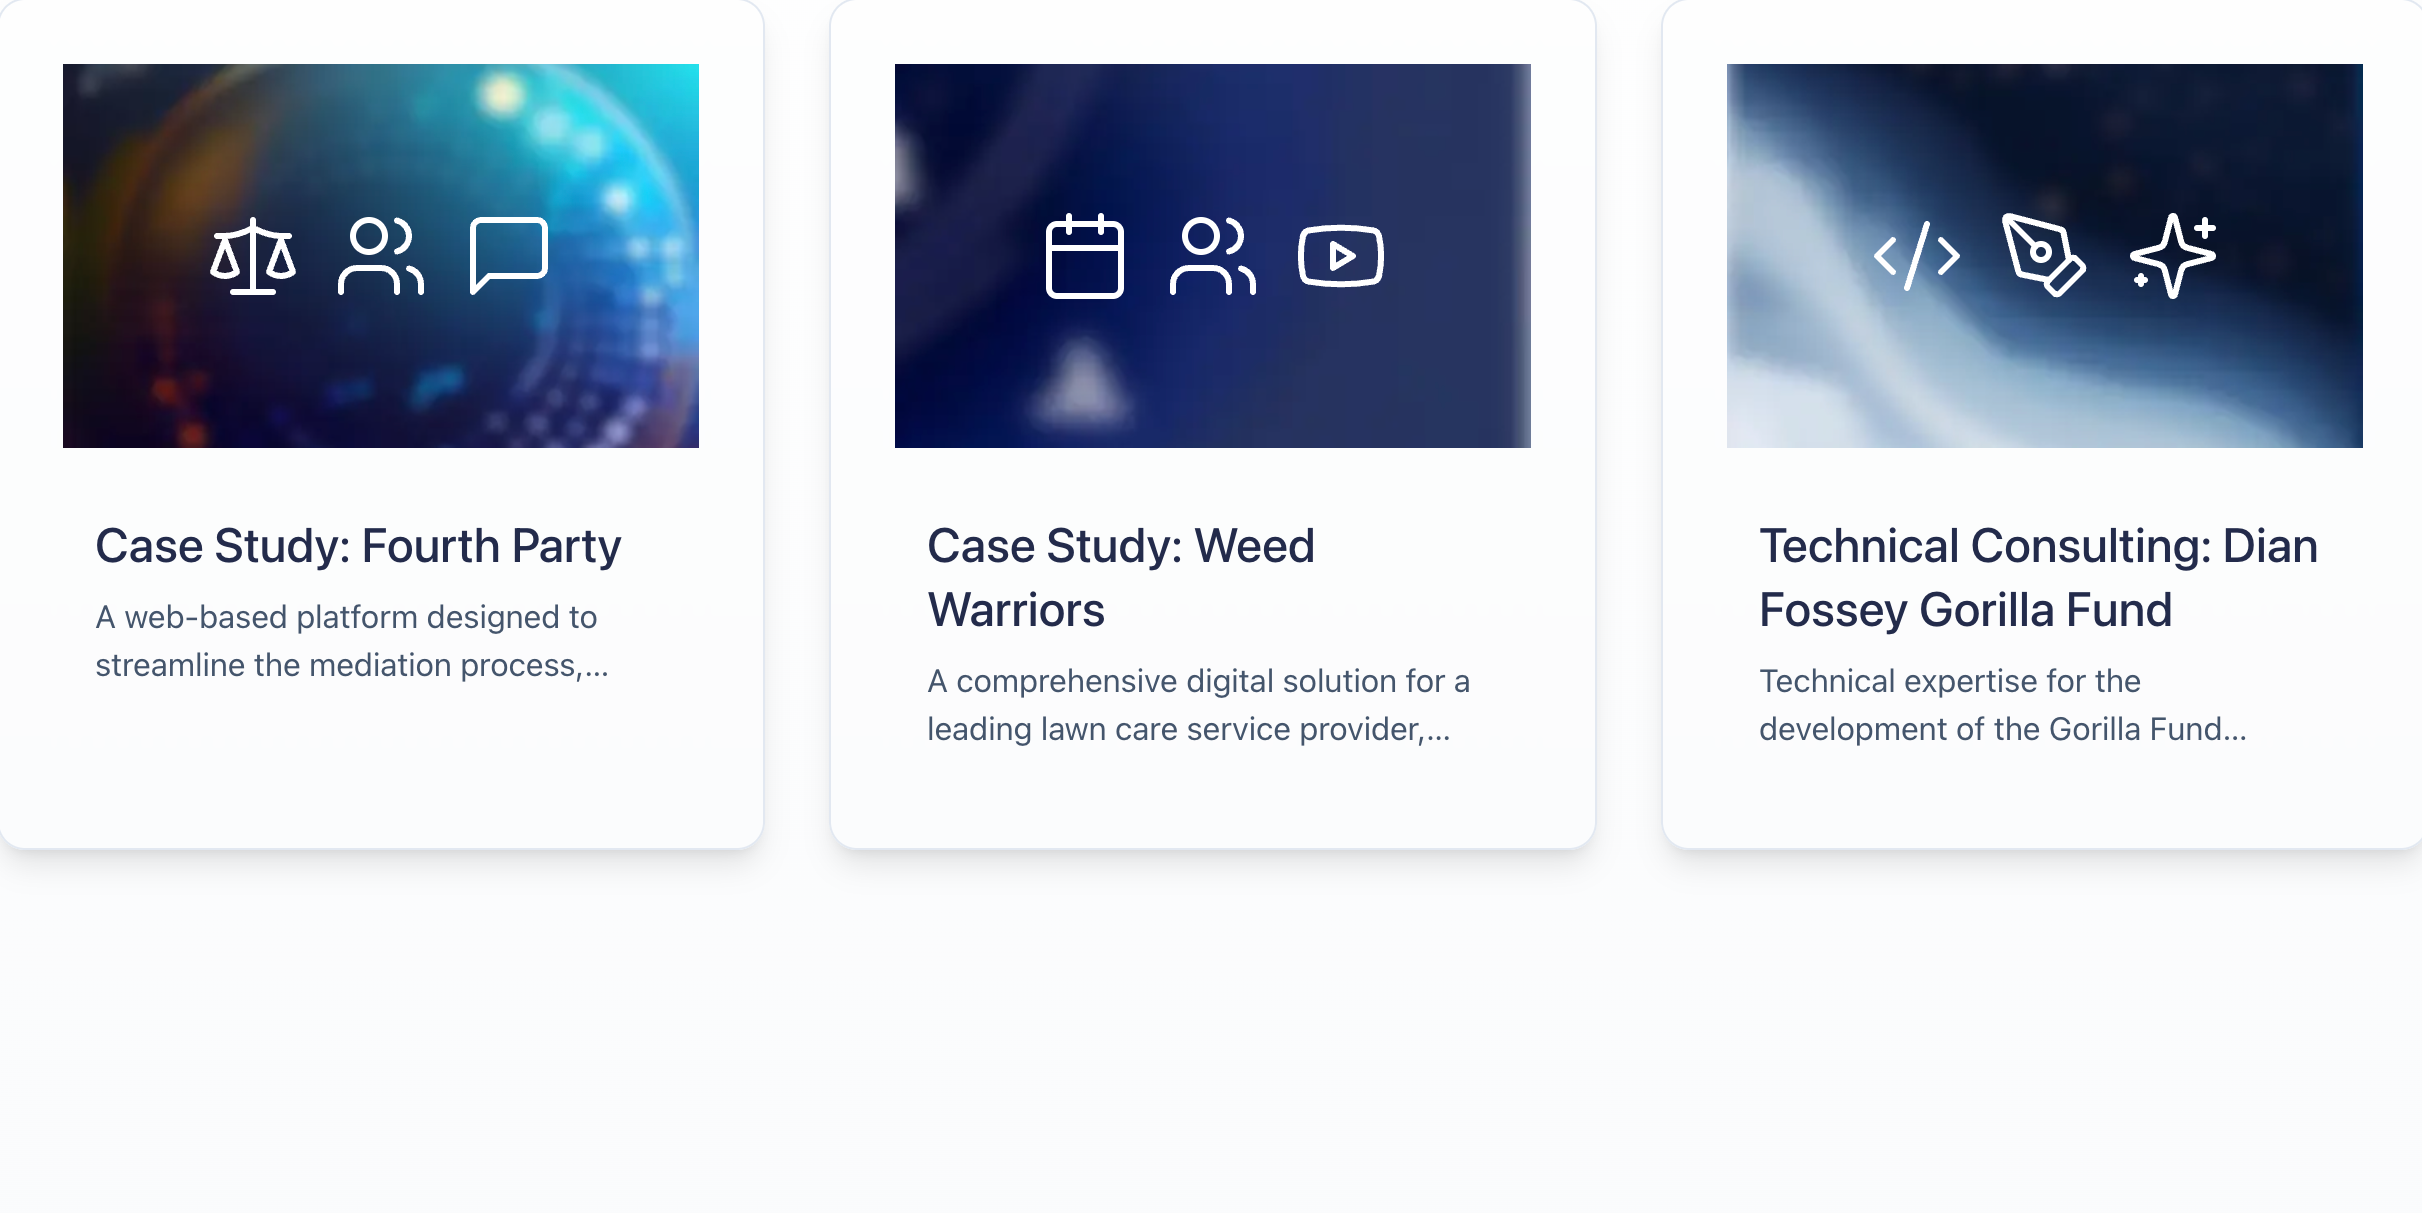 Case Study: Fourth Party
A web-based platform designed to
streamline the mediation process,...
Case Study: Weed
Warriors
A comprehensive digital solution for a
leading lawn care service provider,...
Technical Consulting: Dian
Fossey Gorilla Fund
Technical expertise for the
development of the Gorilla Fund...